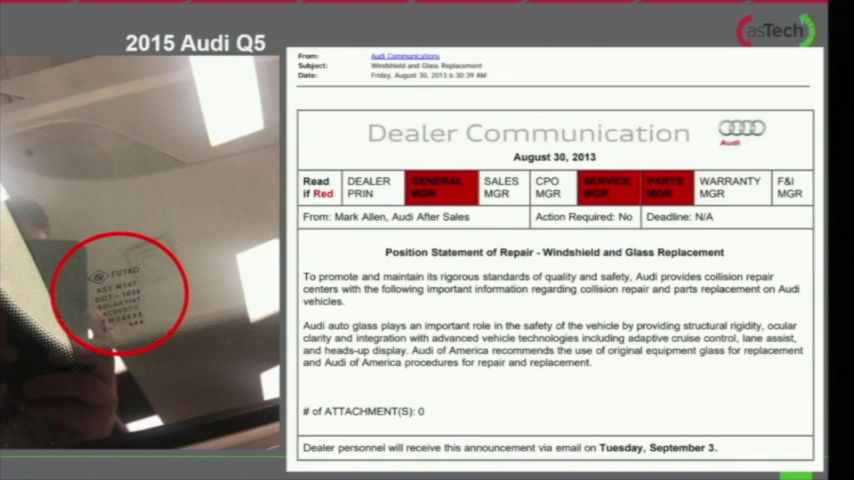 2015 Audi Q5
asTech
From: Audi Communications
Subject: Windshield and Glass Replacement
Date: Friday, August 30, 2013 6:30:39 AM
Dealer Communication
Audi
August 30, 2013
Read if Red
DEALER PRIN
GENERAL MGR
SALES MGR
CPO MGR
SERVICE MGR
PARTS MGR
WARRANTY MGR
F&I MGR
From: Mark Allen, Audi After Sales
Action Required: No
Deadline: N/A
Position Statement of Repair - Windshield and Glass Replacement
To promote and maintain its rigorous standards of quality and safety, Audi provides collision repair
centers with the following important information regarding collision repair and parts replacement on Audi
vehicles.
Audi auto glass plays an important role in the safety of the vehicle by providing structural rigidity, ocular
clarity and integration with advanced vehicle technologies including adaptive cruise control, lane assist,
and heads-up display. Audi of America recommends the use of original equipment glass for replacement
and Audi of America procedures for repair and replacement.
# of ATTACHMENT(S): 0
Dealer personnel will receive this announcement via email on Tuesday, September 3.
FUYAO
AS1 M147
SOLARTINT
ACOUSTIC